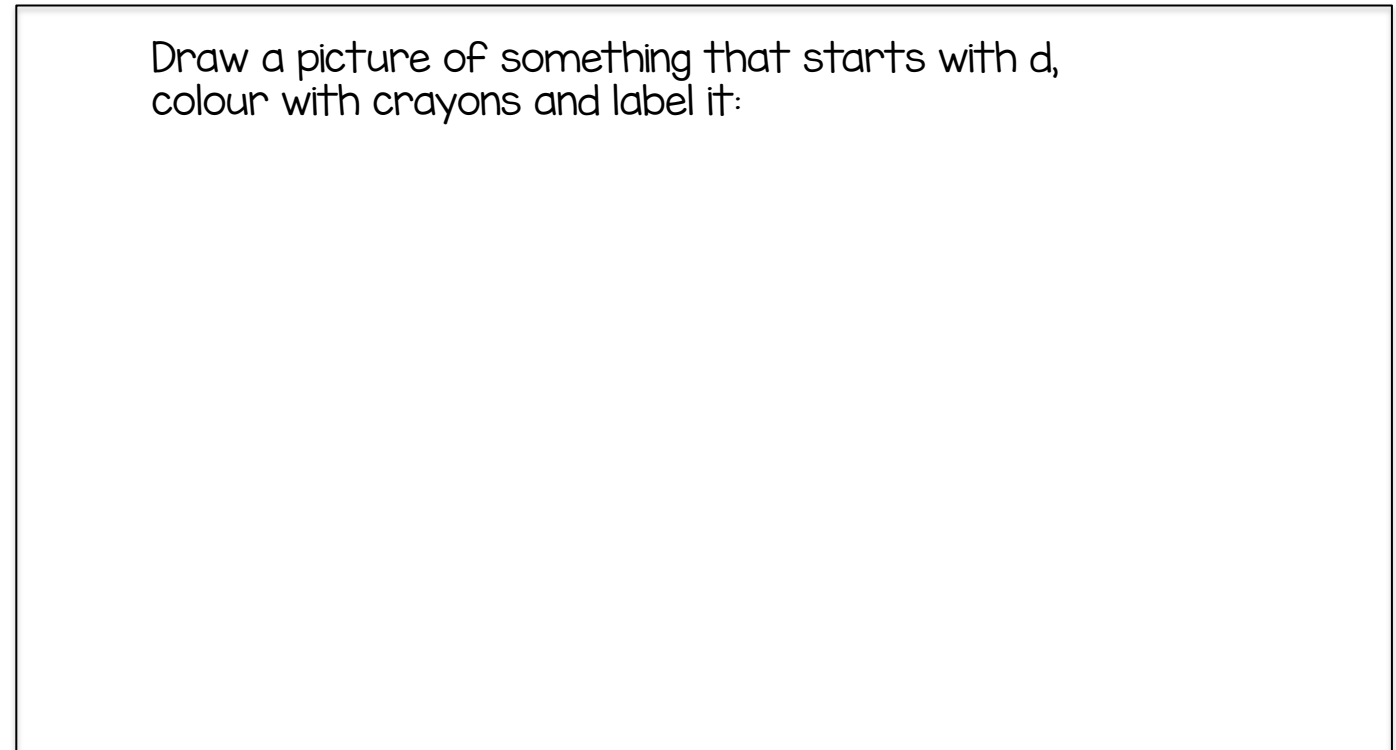 Draw a picture of something that starts with d,
colour with crayons and label it: